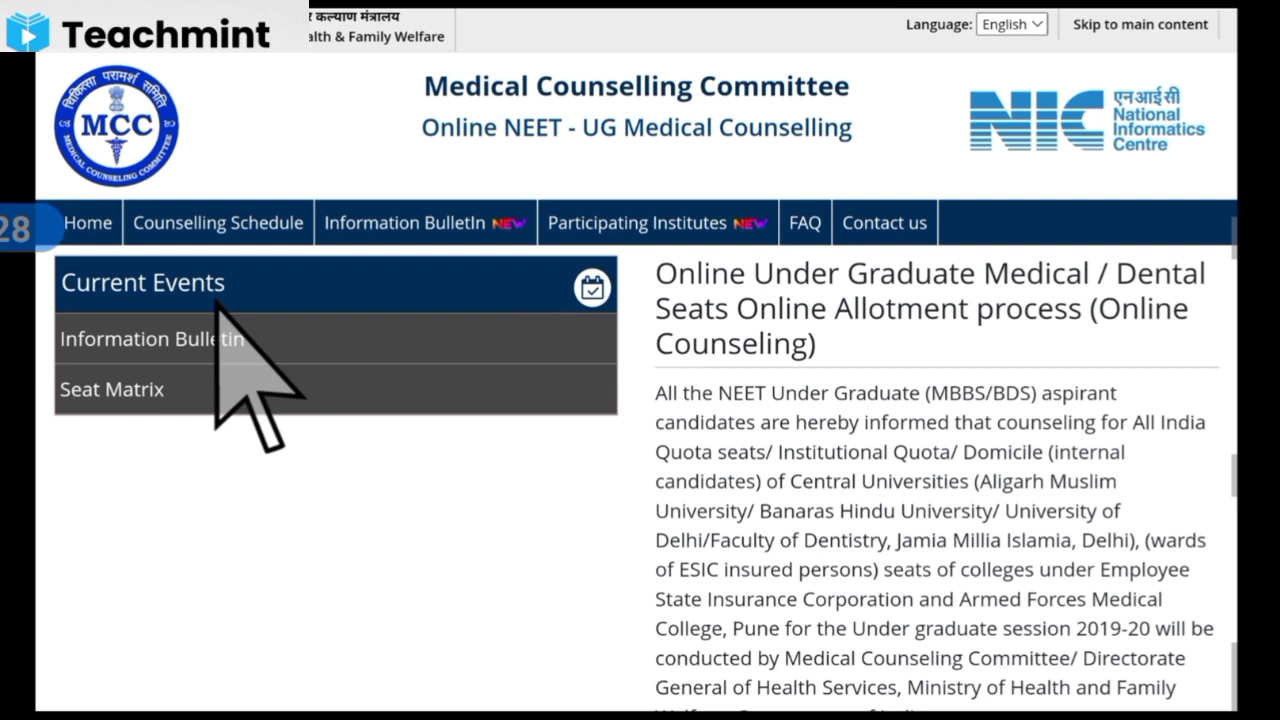 Teachmint
कल्याण मंत्रालय
alth & Family Welfare
Language: English
Skip to main content
चिकित्सा परामर्श समिति
MCC
MEDICAL COUNSELING COMMITTEE
Medical Counselling Committee
Online NEET - UG Medical Counselling
NIC
एनआईसी
National
Informatics
Centre
28
Home
Counselling Schedule
Information BulletIn NEW
Participating Institutes NEW
FAQ
Contact us
Current Events
Information Bulletin
Seat Matrix
Online Under Graduate Medical / Dental
Seats Online Allotment process (Online
Counseling)
All the NEET Under Graduate (MBBS/BDS) aspirant
candidates are hereby informed that counseling for All India
Quota seats/ Institutional Quota/ Domicile (internal
candidates) of Central Universities (Aligarh Muslim
University/ Banaras Hindu University/ University of
Delhi/Faculty of Dentistry, Jamia Millia Islamia, Delhi), (wards
of ESIC insured persons) seats of colleges under Employee
State Insurance Corporation and Armed Forces Medical
College, Pune for the Under graduate session 2019-20 will be
conducted by Medical Counseling Committee/ Directorate
General of Health Services, Ministry of Health and Family